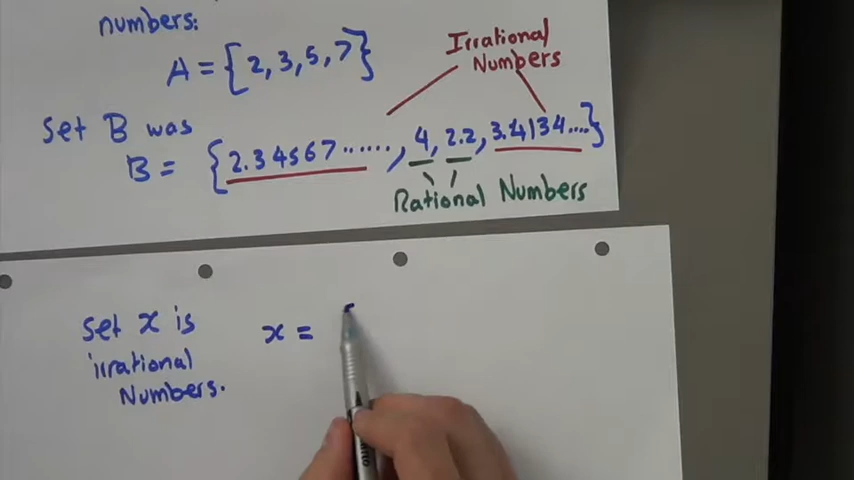 numbers:
A = {2, 3, 5, 7}
Irrational
Numbers
Set B was
B = {2.34567......, 4, 2.2, 3.4134....}
Rational Numbers
Set x is
irrational
Numbers.
x =